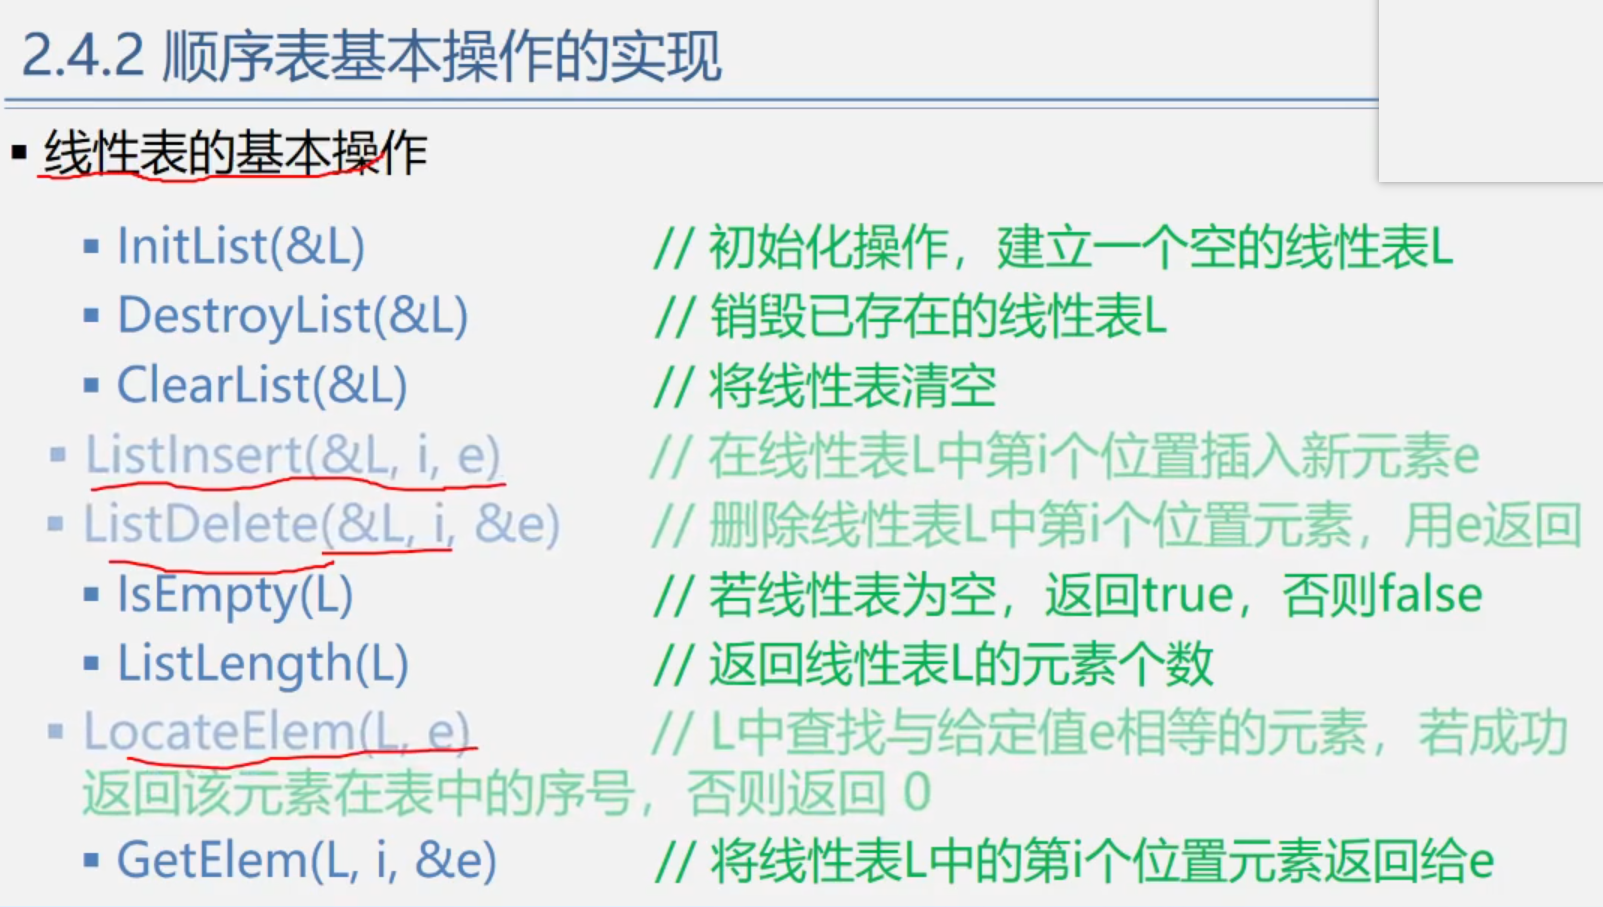 2.4.2 顺序表基本操作的实现
▪ 线性表的基本操作
▪ InitList(&L) // 初始化操作，建立一个空的线性表L
▪ DestroyList(&L) // 销毁已存在的线性表L
▪ ClearList(&L) // 将线性表清空
▪ ListInsert(&L, i, e) // 在线性表L中第i个位置插入新元素e
▪ ListDelete(&L, i, &e) // 删除线性表L中第i个位置元素，用e返回
▪ IsEmpty(L) // 若线性表为空，返回true，否则false
▪ ListLength(L) // 返回线性表L的元素个数
▪ LocateElem(L, e) // L中查找与给定值e相等的元素，若成功
返回该元素在表中的序号，否则返回 0
▪ GetElem(L, i, &e) // 将线性表L中的第i个位置元素返回给e